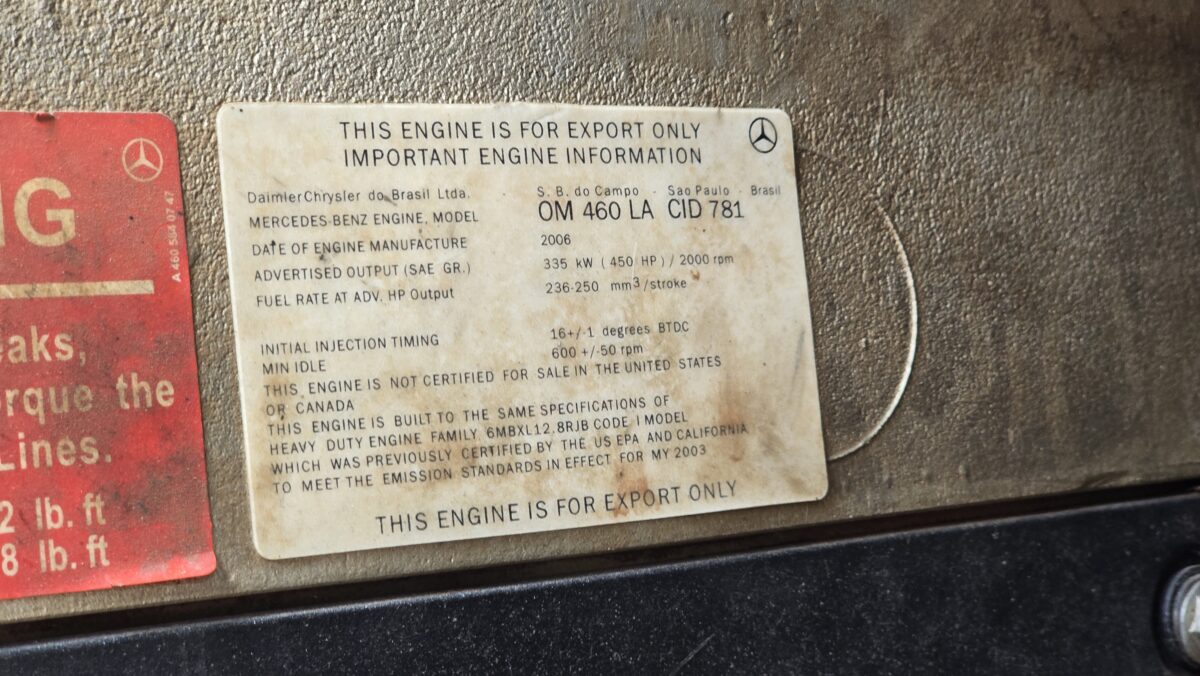 NG
A 460 584 07 47
eaks,
orque the
Lines.
2 lb. ft
8 lb. ft
THIS ENGINE IS FOR EXPORT ONLY
IMPORTANT ENGINE INFORMATION
DaimlerChrysler do Brasil Ltda. S. B. do Campo - Sao Paulo - Brasil
MERCEDES-BENZ ENGINE, MODEL OM 460 LA CID 781
DATE OF ENGINE MANUFACTURE 2006
ADVERTISED OUTPUT (SAE GR.) 335 kW ( 450 HP ) / 2000 rpm
FUEL RATE AT ADV. HP Output 236-250 mm3/stroke
INITIAL INJECTION TIMING 16+/-1 degrees BTDC
MIN IDLE 600 +/-50 rpm
THIS ENGINE IS NOT CERTIFIED FOR SALE IN THE UNITED STATES
OR CANADA
THIS ENGINE IS BUILT TO THE SAME SPECIFICATIONS OF
HEAVY DUTY ENGINE FAMILY, 6MBXL12.8RJB CODE I MODEL
WHICH WAS PREVIOUSLY CERTIFIED BY THE US EPA AND CALIFORNIA
TO MEET THE EMISSION STANDARDS IN EFFECT FOR MY 2003
THIS ENGINE IS FOR EXPORT ONLY